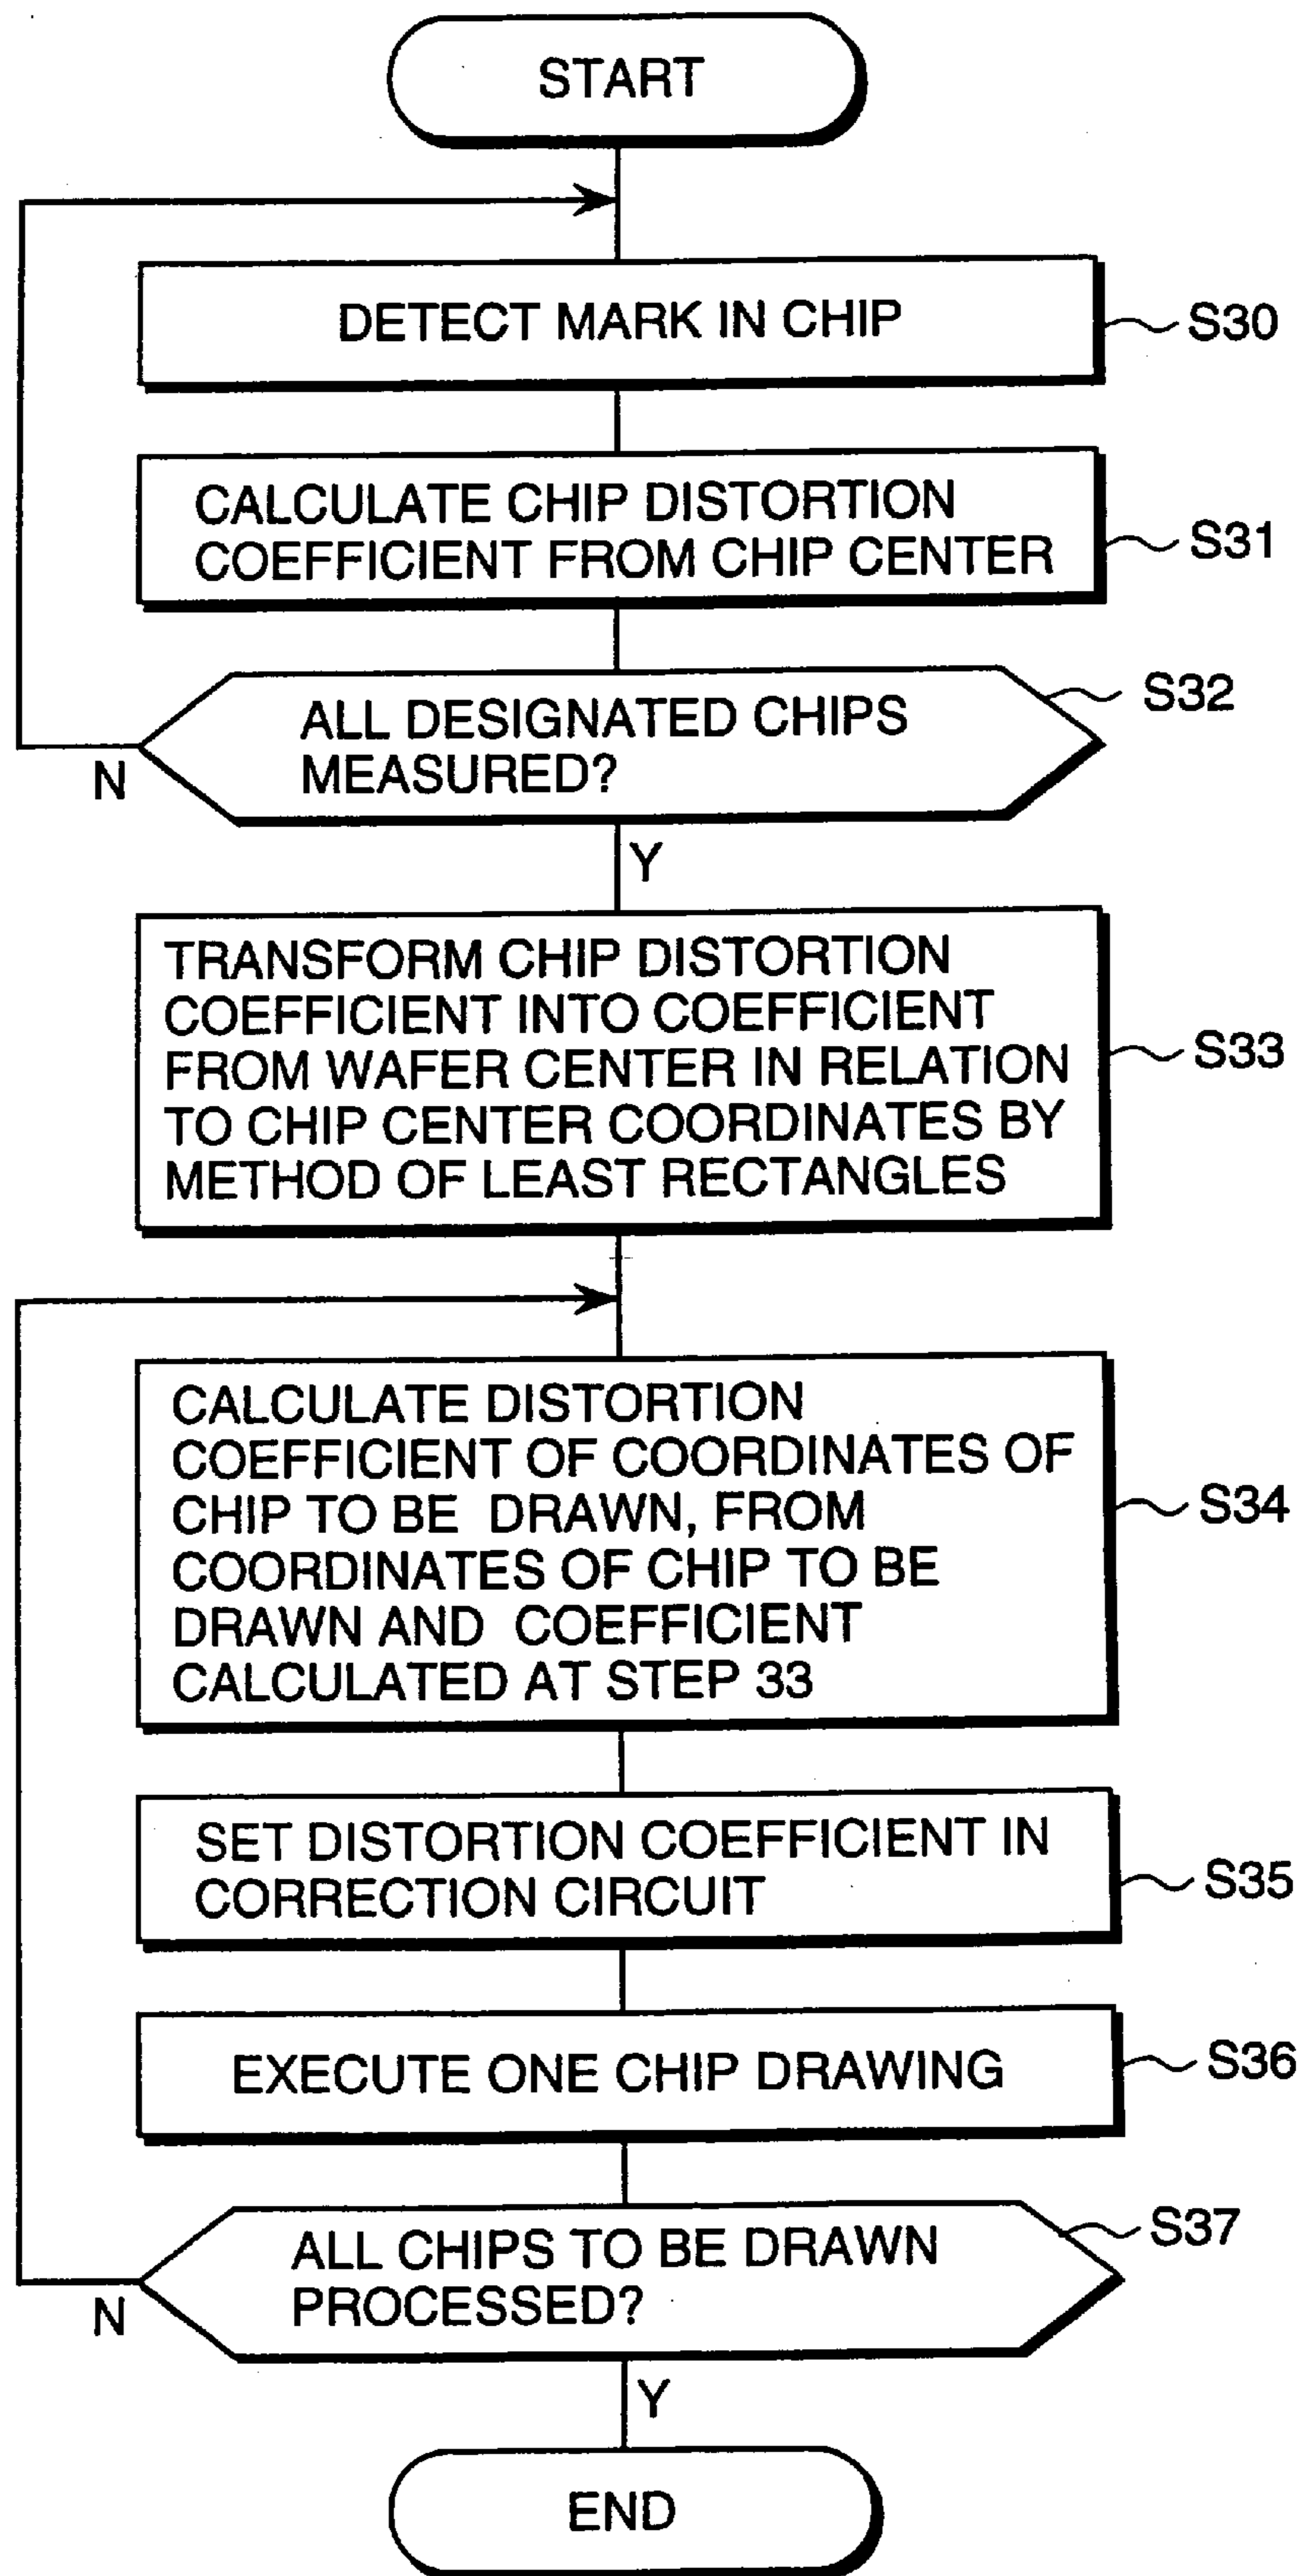 START
DETECT MARK IN CHIP
S30
CALCULATE CHIP DISTORTION
COEFFICIENT FROM CHIP CENTER
S31
ALL DESIGNATED CHIPS
MEASURED?
S32
N
Y
TRANSFORM CHIP DISTORTION
COEFFICIENT INTO COEFFICIENT
FROM WAFER CENTER IN RELATION
TO CHIP CENTER COORDINATES BY
METHOD OF LEAST RECTANGLES
S33
CALCULATE DISTORTION
COEFFICIENT OF COORDINATES OF
CHIP TO BE DRAWN, FROM
COORDINATES OF CHIP TO BE
DRAWN AND COEFFICIENT
CALCULATED AT STEP 33
S34
SET DISTORTION COEFFICIENT IN
CORRECTION CIRCUIT
S35
EXECUTE ONE CHIP DRAWING
S36
ALL CHIPS TO BE DRAWN
PROCESSED?
S37
N
Y
END